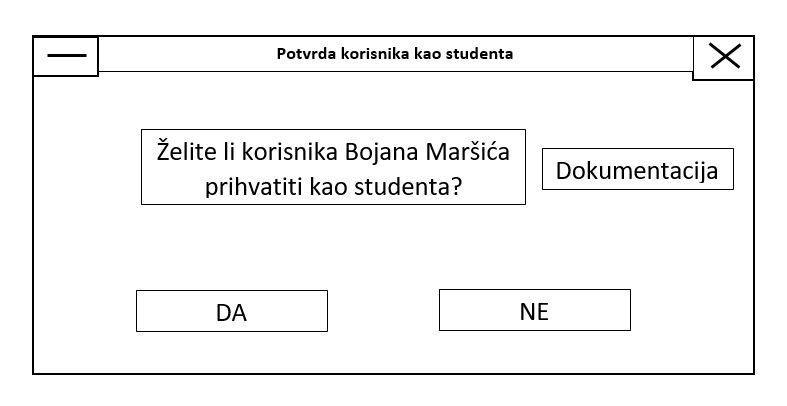 Potvrda korisnika kao studenta
Želite li korisnika Bojana Maršića
prihvatiti kao studenta?
Dokumentacija
DA
NE